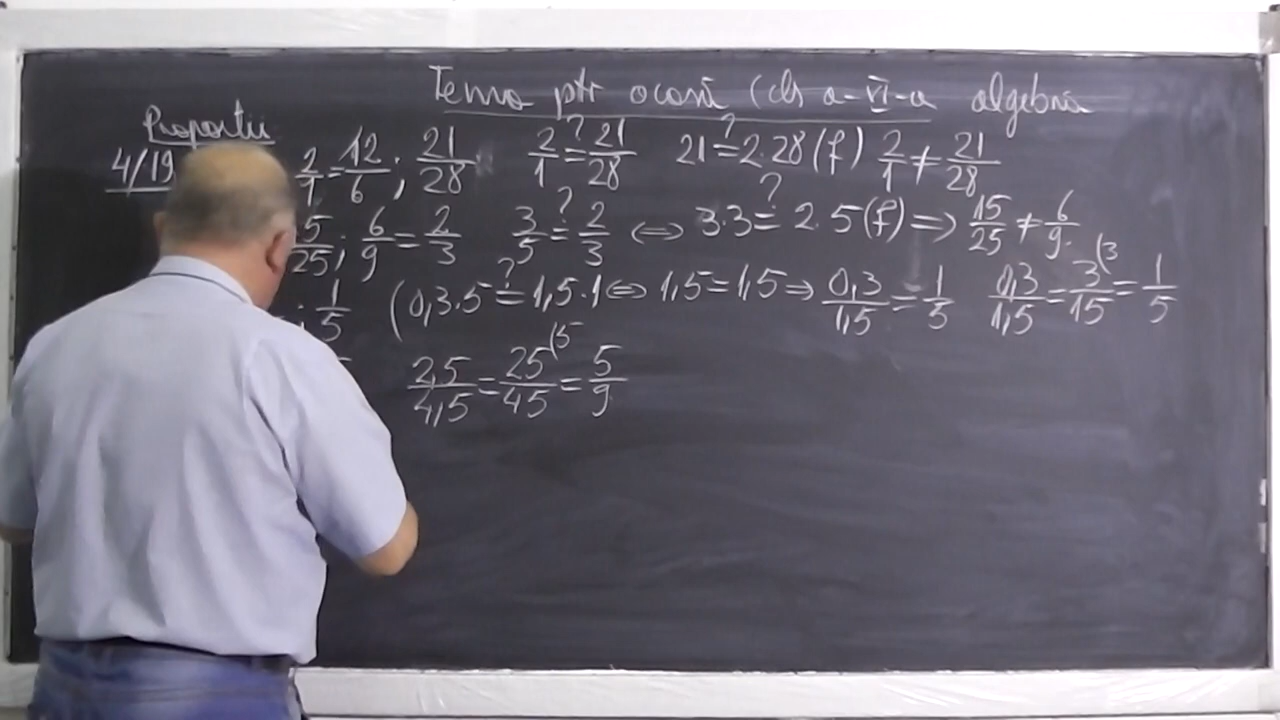 Tema ptr acasă (cls a-VI-a algebră
Proporții
4/19
2/1 = 12/6 ; 21/28 2/1 ?= 21/28 21 ?= 2·28 (f) 2/1 ≠ 21/28
5/25 ; 6/9 = 2/3 3/5 ?= 2/3 ⇔ 3·3 ?= 2·5 (f) ⇒ 15/25 ≠ 6/9
; 1/5 (0,3·5 ?= 1,5·1 ⇔ 1,5 = 1,5 ⇒ 0,3/1,5 = 1/5 0,3/1,5 = 3/15 (3 = 1/5
2,5/4,5 = 25/45 (5 = 5/9